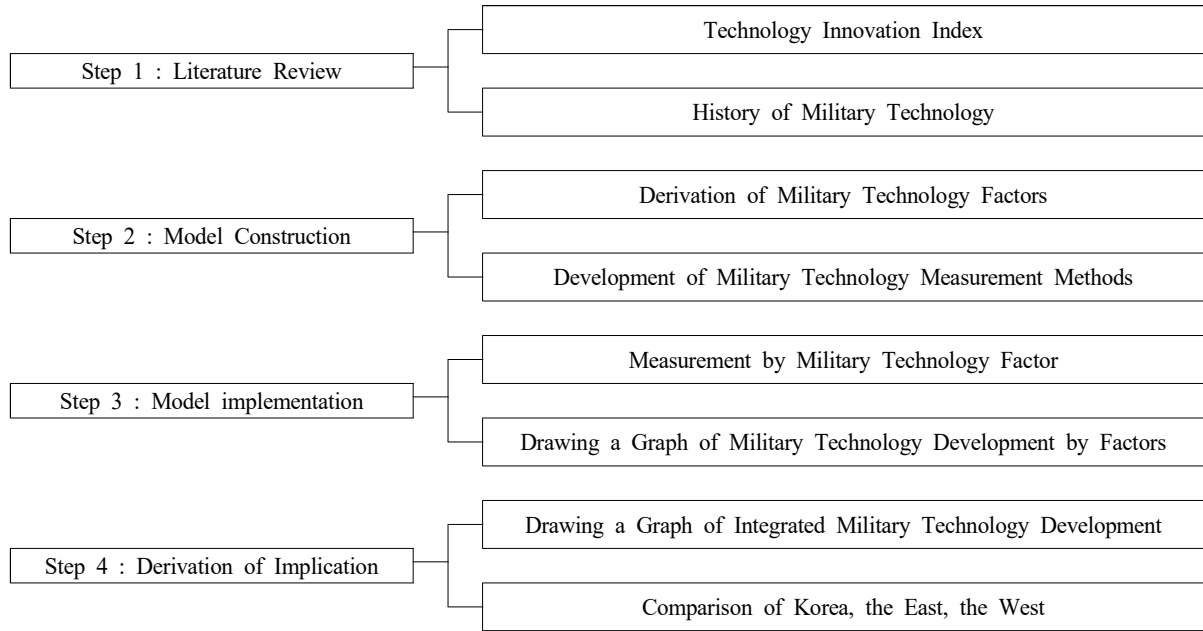 Technology Innovation Index
Step 1 : Literature Review
History of Military Technology
Derivation of Military Technology Factors
Step 2 : Model Construction
Development of Military Technology Measurement Methods
Measurement by Military Technology Factor
Step 3 : Model implementation
Drawing a Graph of Military Technology Development by Factors
Drawing a Graph of Integrated Military Technology Development
Step 4 : Derivation of Implication
Comparison of Korea, the East, the West